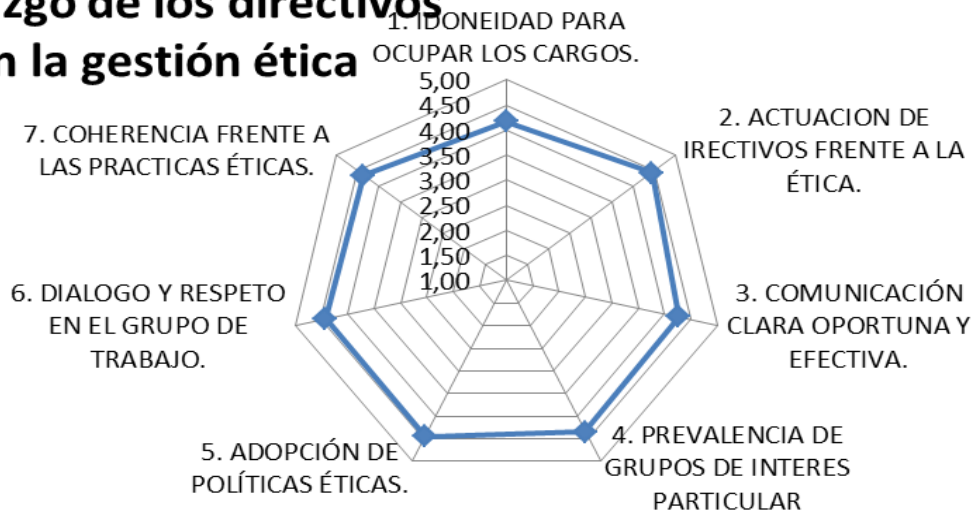 zgo de los directivos
n la gestión ética
1. IDONEIDAD PARA
OCUPAR LOS CARGOS.
2. ACTUACION DE
IRECTIVOS FRENTE A LA
ÉTICA.
3. COMUNICACIÓN
CLARA OPORTUNA Y
EFECTIVA.
4. PREVALENCIA DE
GRUPOS DE INTERES
PARTICULAR
5. ADOPCIÓN DE
POLÍTICAS ÉTICAS.
6. DIALOGO Y RESPETO
EN EL GRUPO DE
TRABAJO.
7. COHERENCIA FRENTE A
LAS PRACTICAS ÉTICAS.
5,00
4,50
4,00
3,50
3,00
2,50
2,00
1,50
1,00